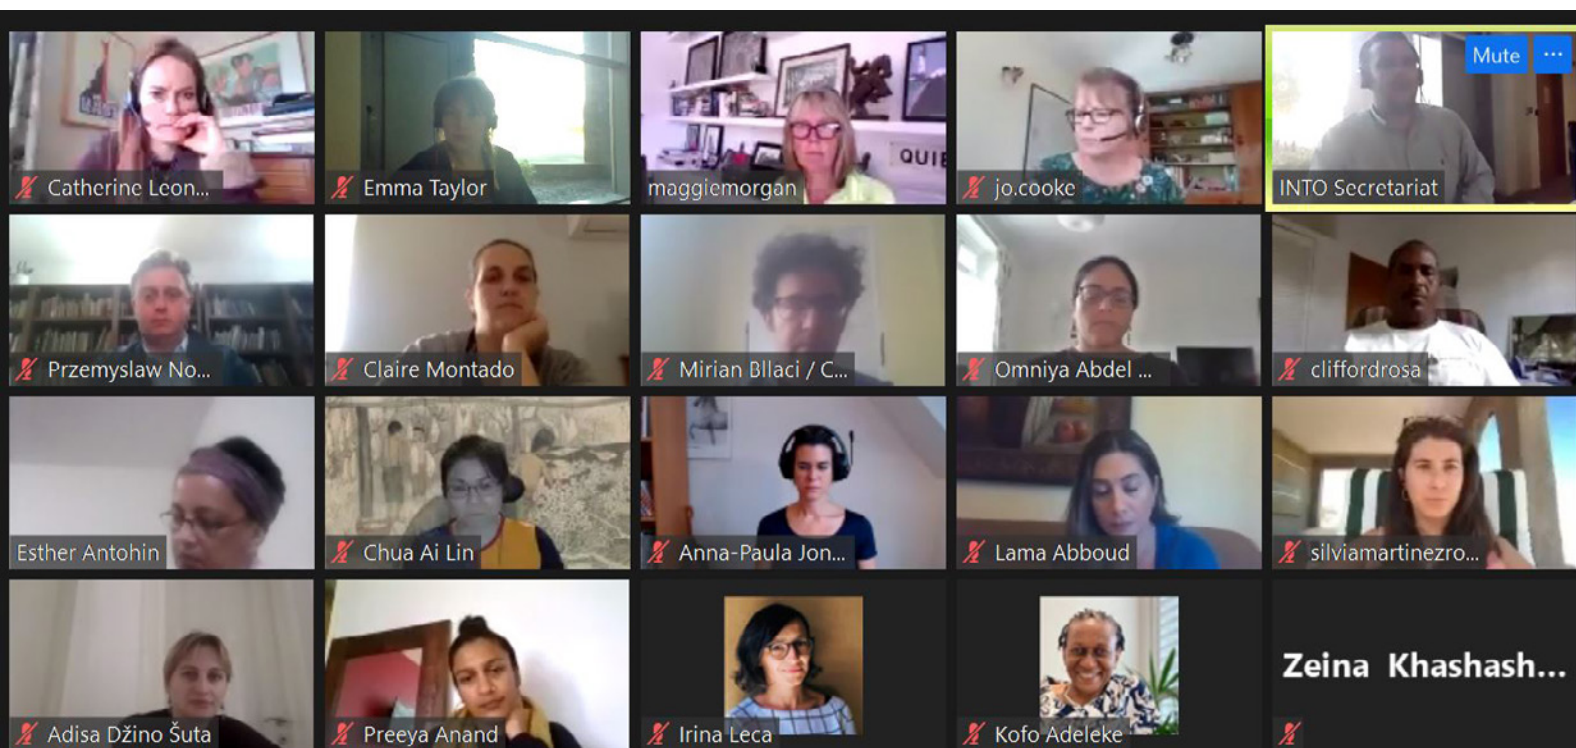 Mute ...
Catherine Leon...
Emma Taylor
maggiemorgan
QUIE
jo.cooke
INTO Secretariat
Przemyslaw No...
Claire Montado
Mirian Bllaci / C...
Omniya Abdel ...
cliffordrosa
Esther Antohin
Chua Ai Lin
Anna-Paula Jon...
Lama Abboud
silviamartinezro...
Adisa Džino Šuta
Preeya Anand
Irina Leca
Kofo Adeleke
Zeina Khashash...